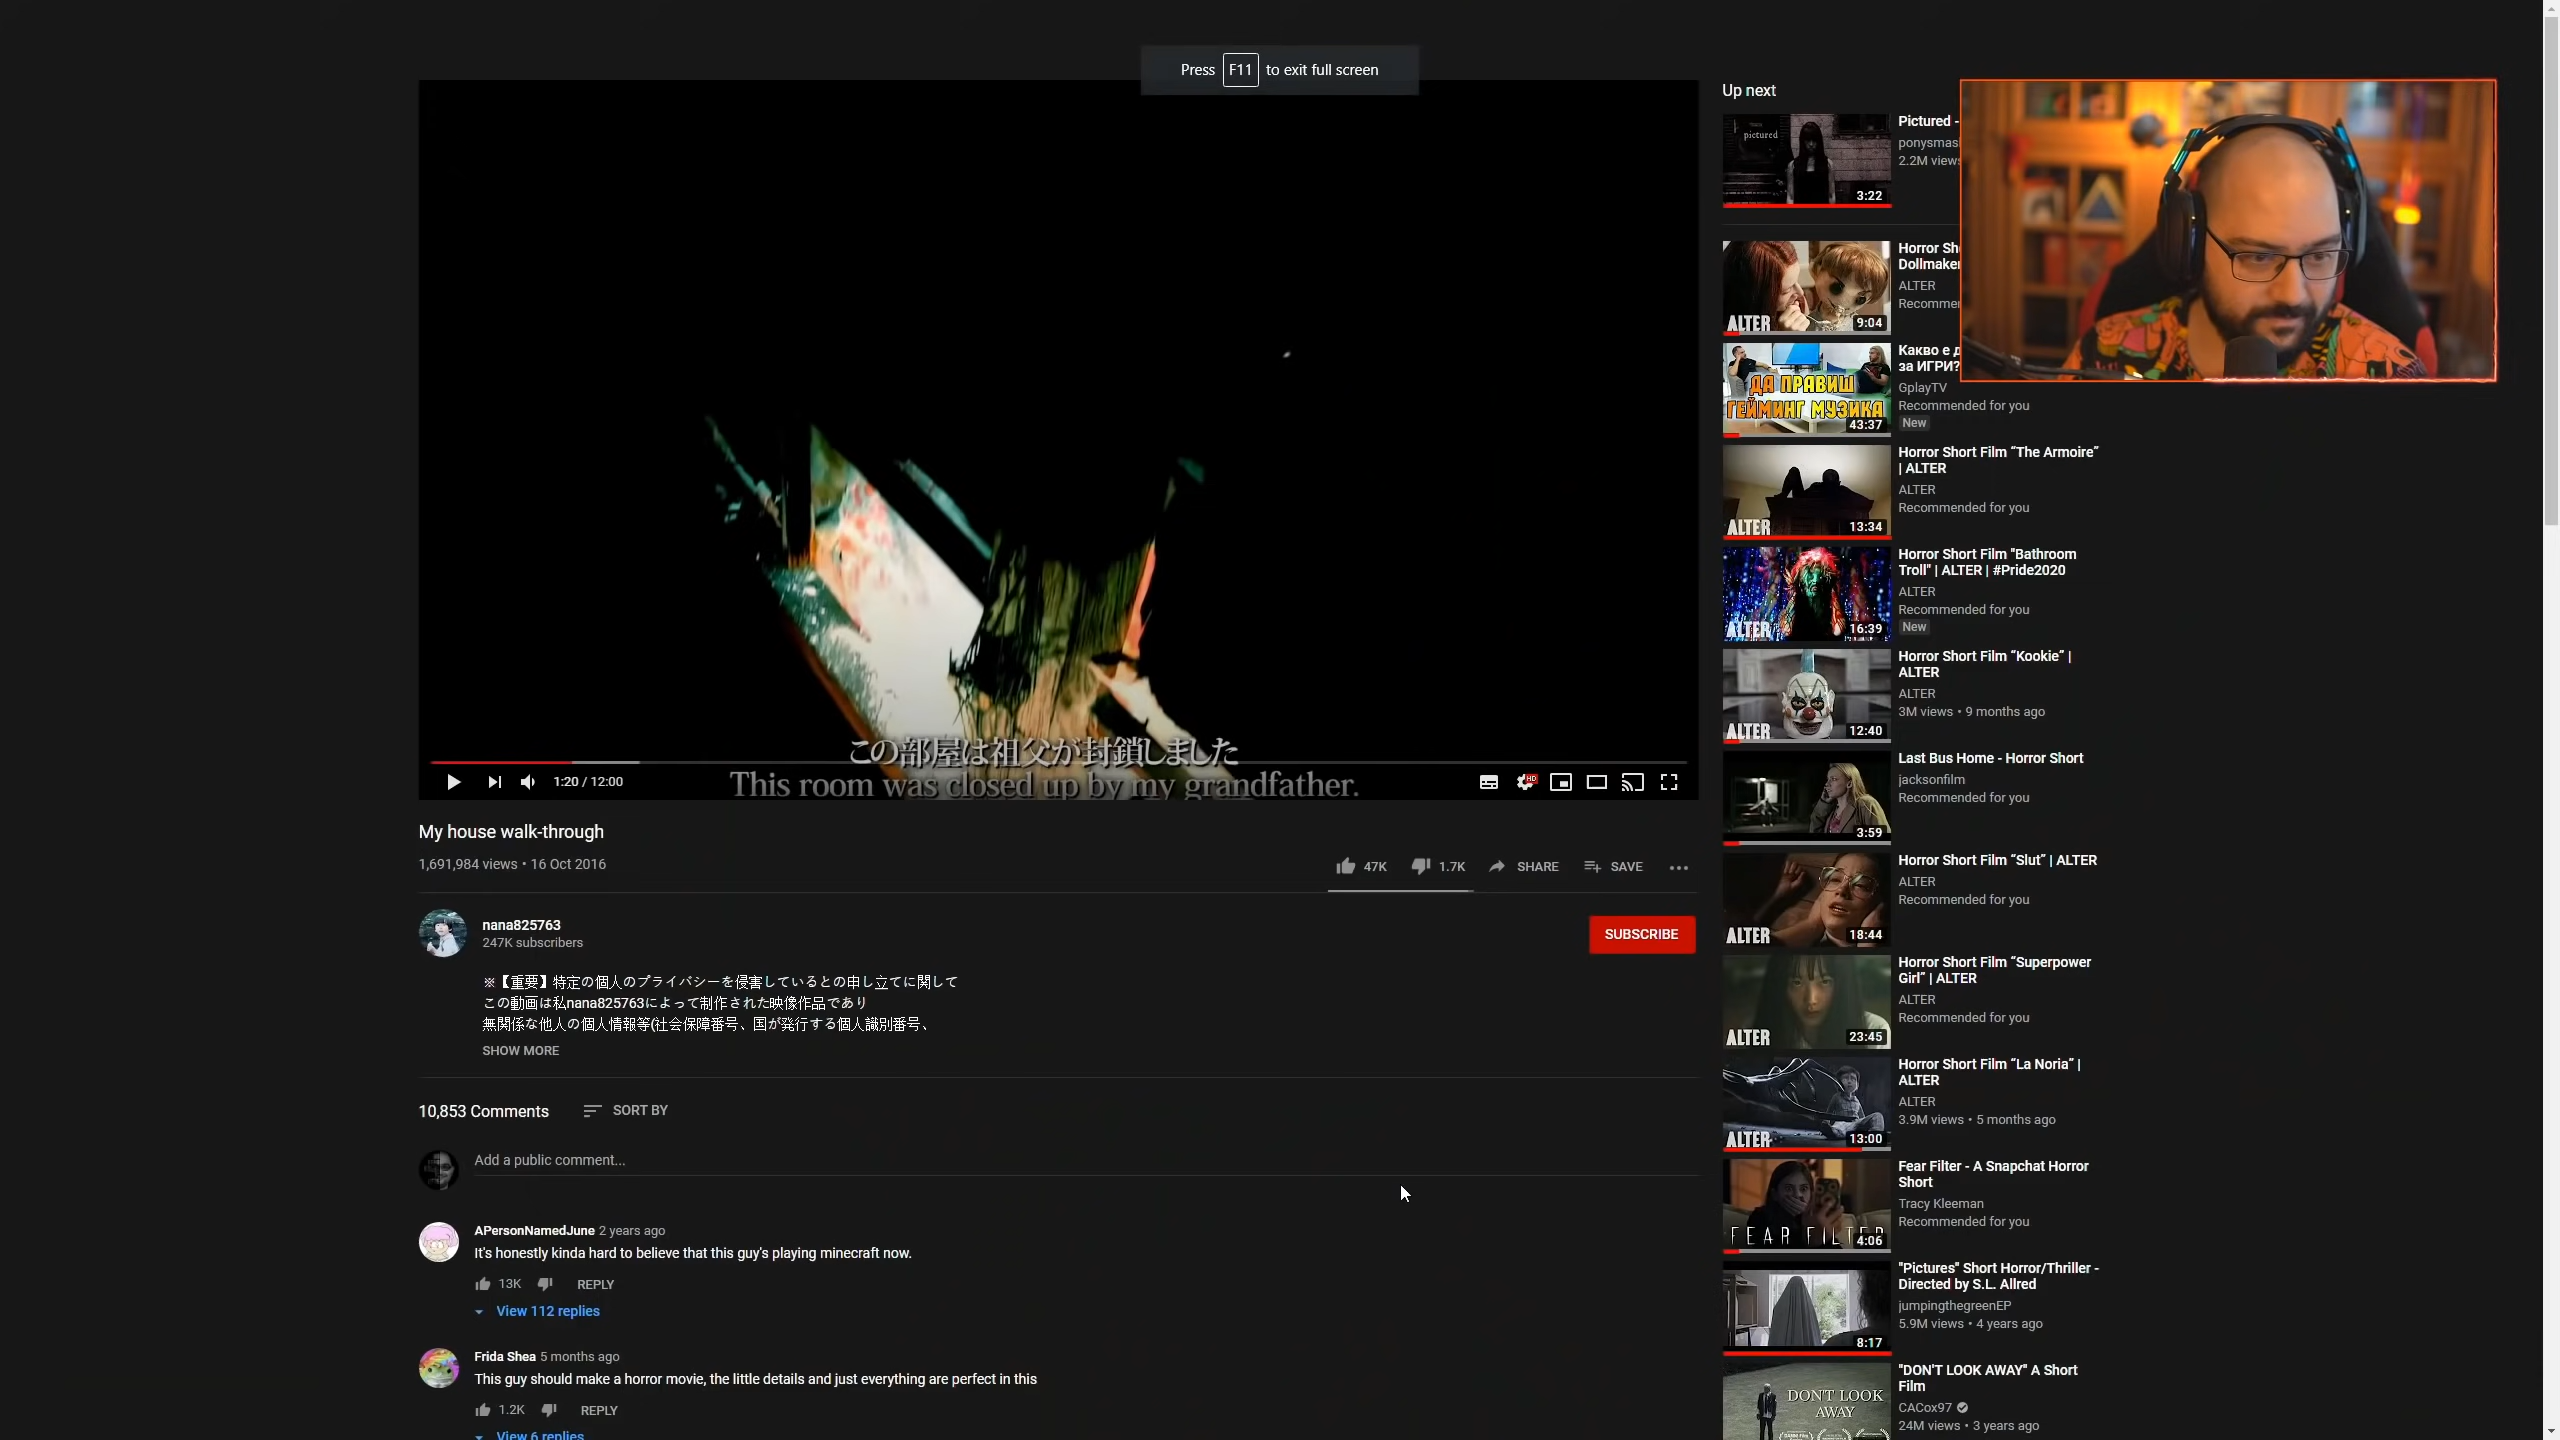 Press F11 to exit full screen
この部屋は祖父が封鎖しました
This room was closed up by my grandfather.
1:20 / 12:00
HD
My house walk-through
1,691,984 views • 16 Oct 2016
47K
1.7K
SHARE
SAVE
nana825763
247K subscribers
SUBSCRIBE
※【重要】特定の個人のプライバシーを侵害しているとの申し立てに関して
この動画は私nana825763によって制作された映像作品であり
無関係な他人の個人情報等(社会保障番号、国が発行する個人識別番号、
SHOW MORE
10,853 Comments
SORT BY
Add a public comment...
APersonNamedJune 2 years ago
It's honestly kinda hard to believe that this guy's playing minecraft now.
13K
REPLY
View 112 replies
Frida Shea 5 months ago
This guy should make a horror movie, the little details and just everything are perfect in this
1.2K
REPLY
View 6 replies
Up next
pictured
3:22
Pictured -
2.2M
ALTER
9:04
Horror
Dollmaker
ALTER
ДА ПРАВИШ
ГЕЙМИНГ МУЗИКА
43:37
Какво е
за ИГРИ?
GplayTV
Recommended for you
New
ALTER
13:34
Horror Short Film “The Armoire”
| ALTER
ALTER
Recommended for you
ALTER
16:39
Horror Short Film "Bathroom
Troll" | ALTER | #Pride2020
ALTER
Recommended for you
New
ALTER
12:40
Horror Short Film “Kookie” |
ALTER
ALTER
3M views • 9 months ago
3:59
Last Bus Home - Horror Short
jacksonfilm
Recommended for you
ALTER
18:44
Horror Short Film “Slut” | ALTER
ALTER
Recommended for you
ALTER
23:45
Horror Short Film “Superpower
Girl” | ALTER
ALTER
Recommended for you
ALTER
13:00
Horror Short Film “La Noria” |
ALTER
ALTER
3.9M views • 5 months ago
FEAR FILTER
4:06
Fear Filter - A Snapchat Horror
Short
Tracy Kleeman
Recommended for you
8:17
"Pictures" Short Horror/Thriller -
Directed by S.L. Allred
jumpingthegreenEP
5.9M views • 4 years ago
DON'T LOOK
AWAY
"DON'T LOOK AWAY" A Short
Film
CACox97
24M views • 3 years ago